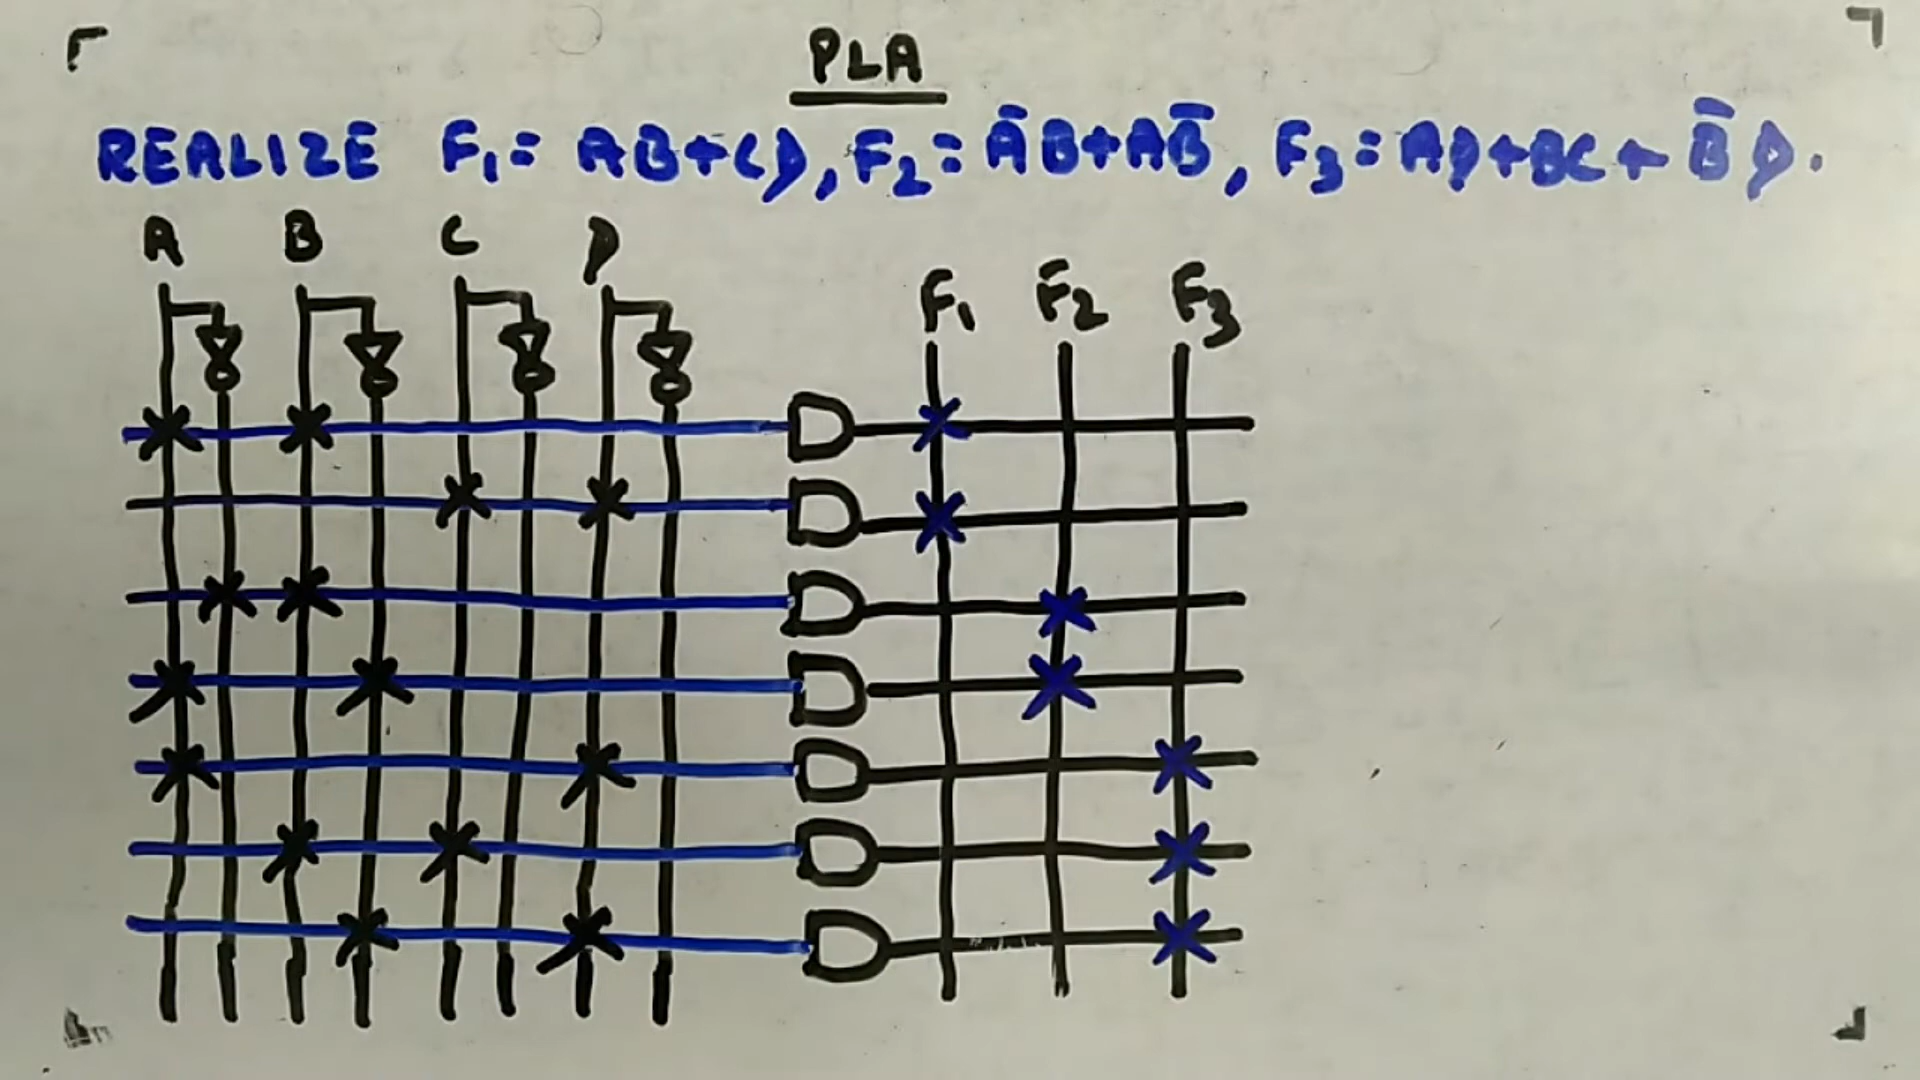 PLA
REALIZE F₁= AB+CD, F₂= ĀB+AB̄, F₃= AD+BC+B̄D.
A B C D
F₁ F₂ F₃